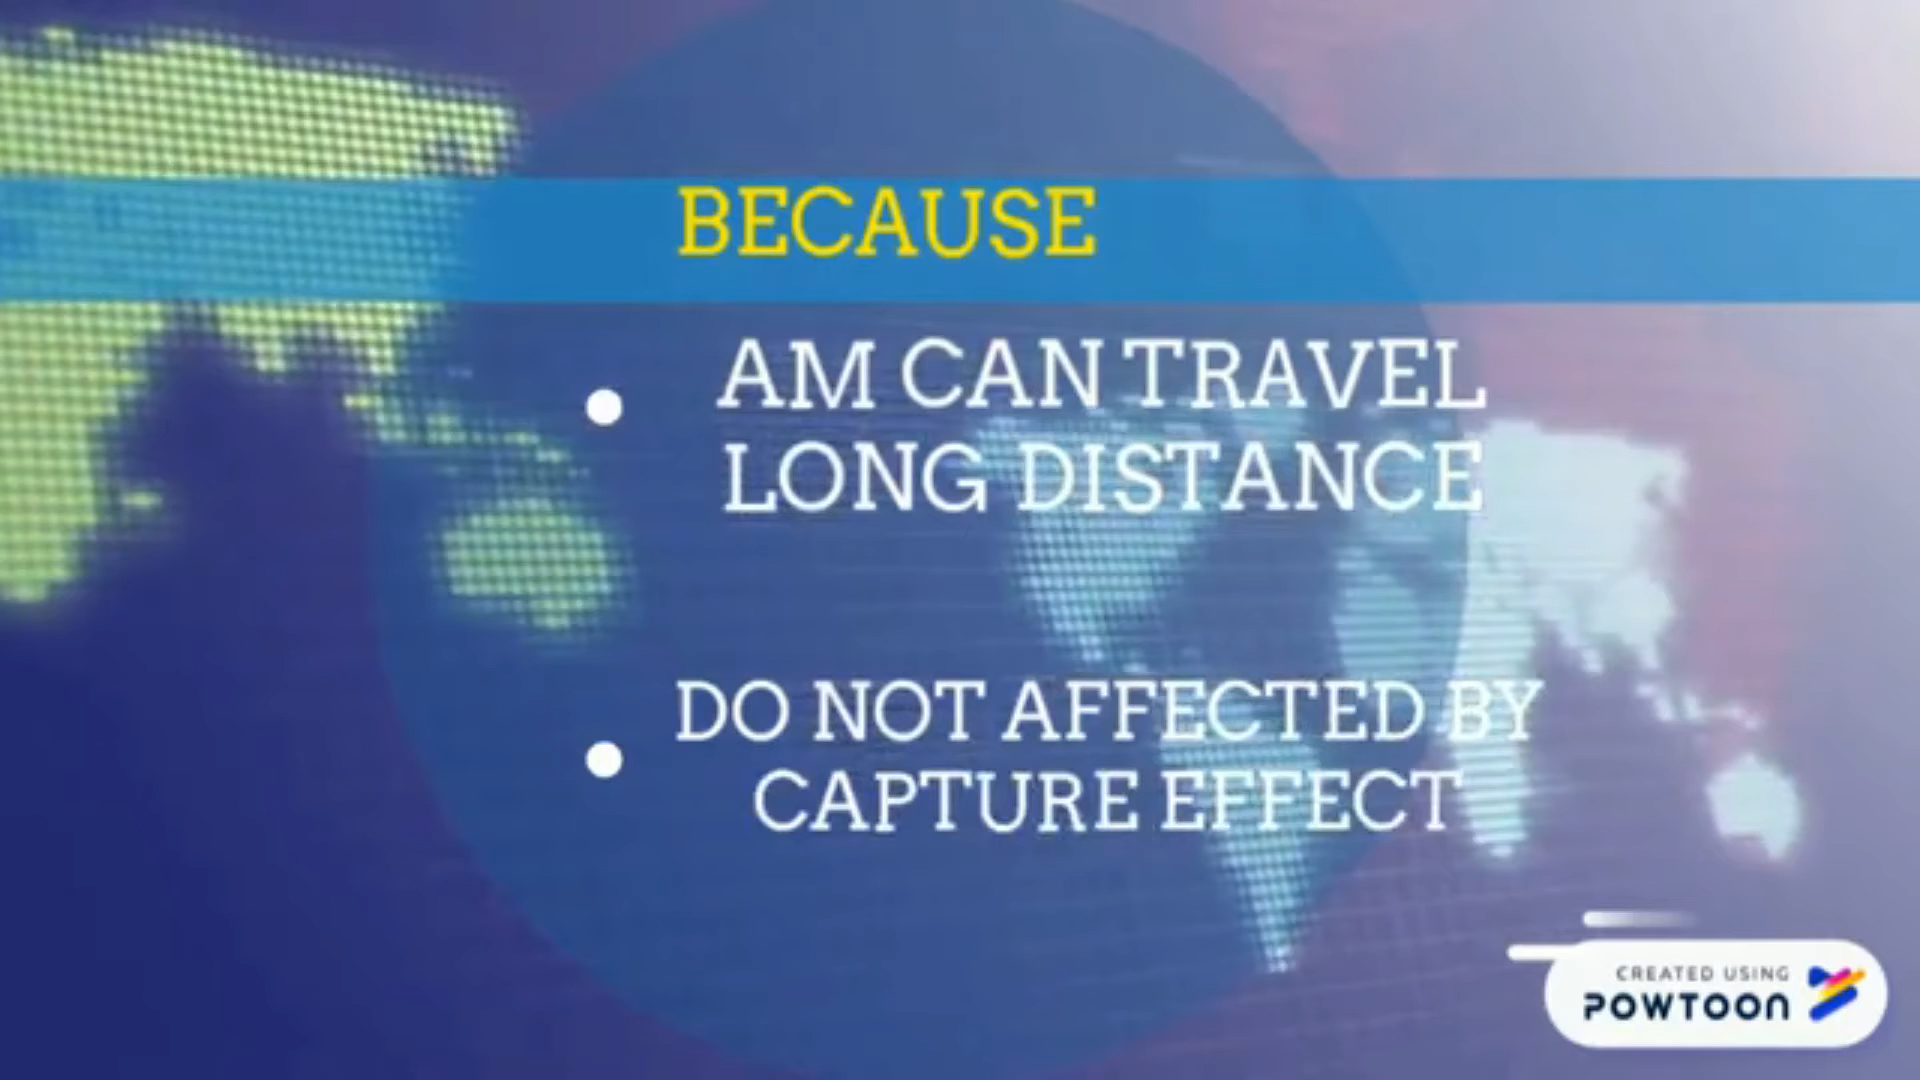 BECAUSE
AM CAN TRAVEL
LONG DISTANCE
DO NOT AFFECTED BY
CAPTURE EFFECT
CREATED USING
POWTOON